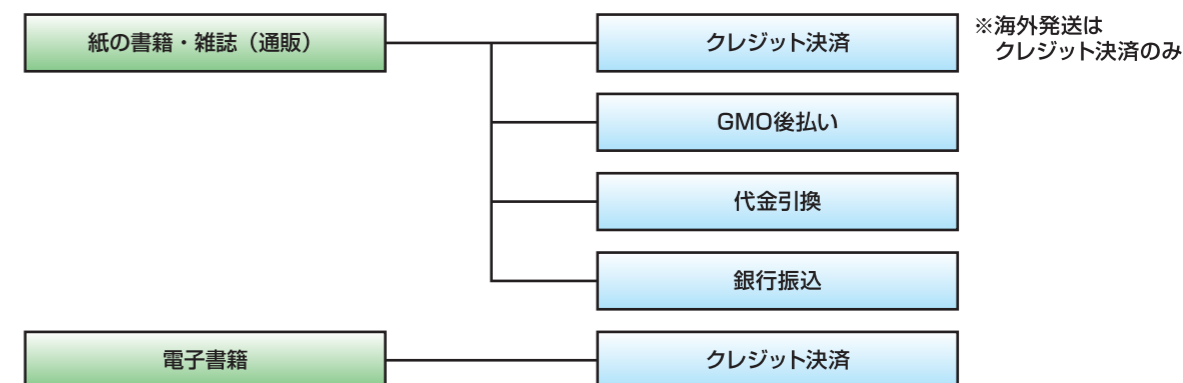 紙の書籍・雑誌（通販）
クレジット決済
※海外発送は
クレジット決済のみ
GMO後払い
代金引換
銀行振込
電子書籍
クレジット決済